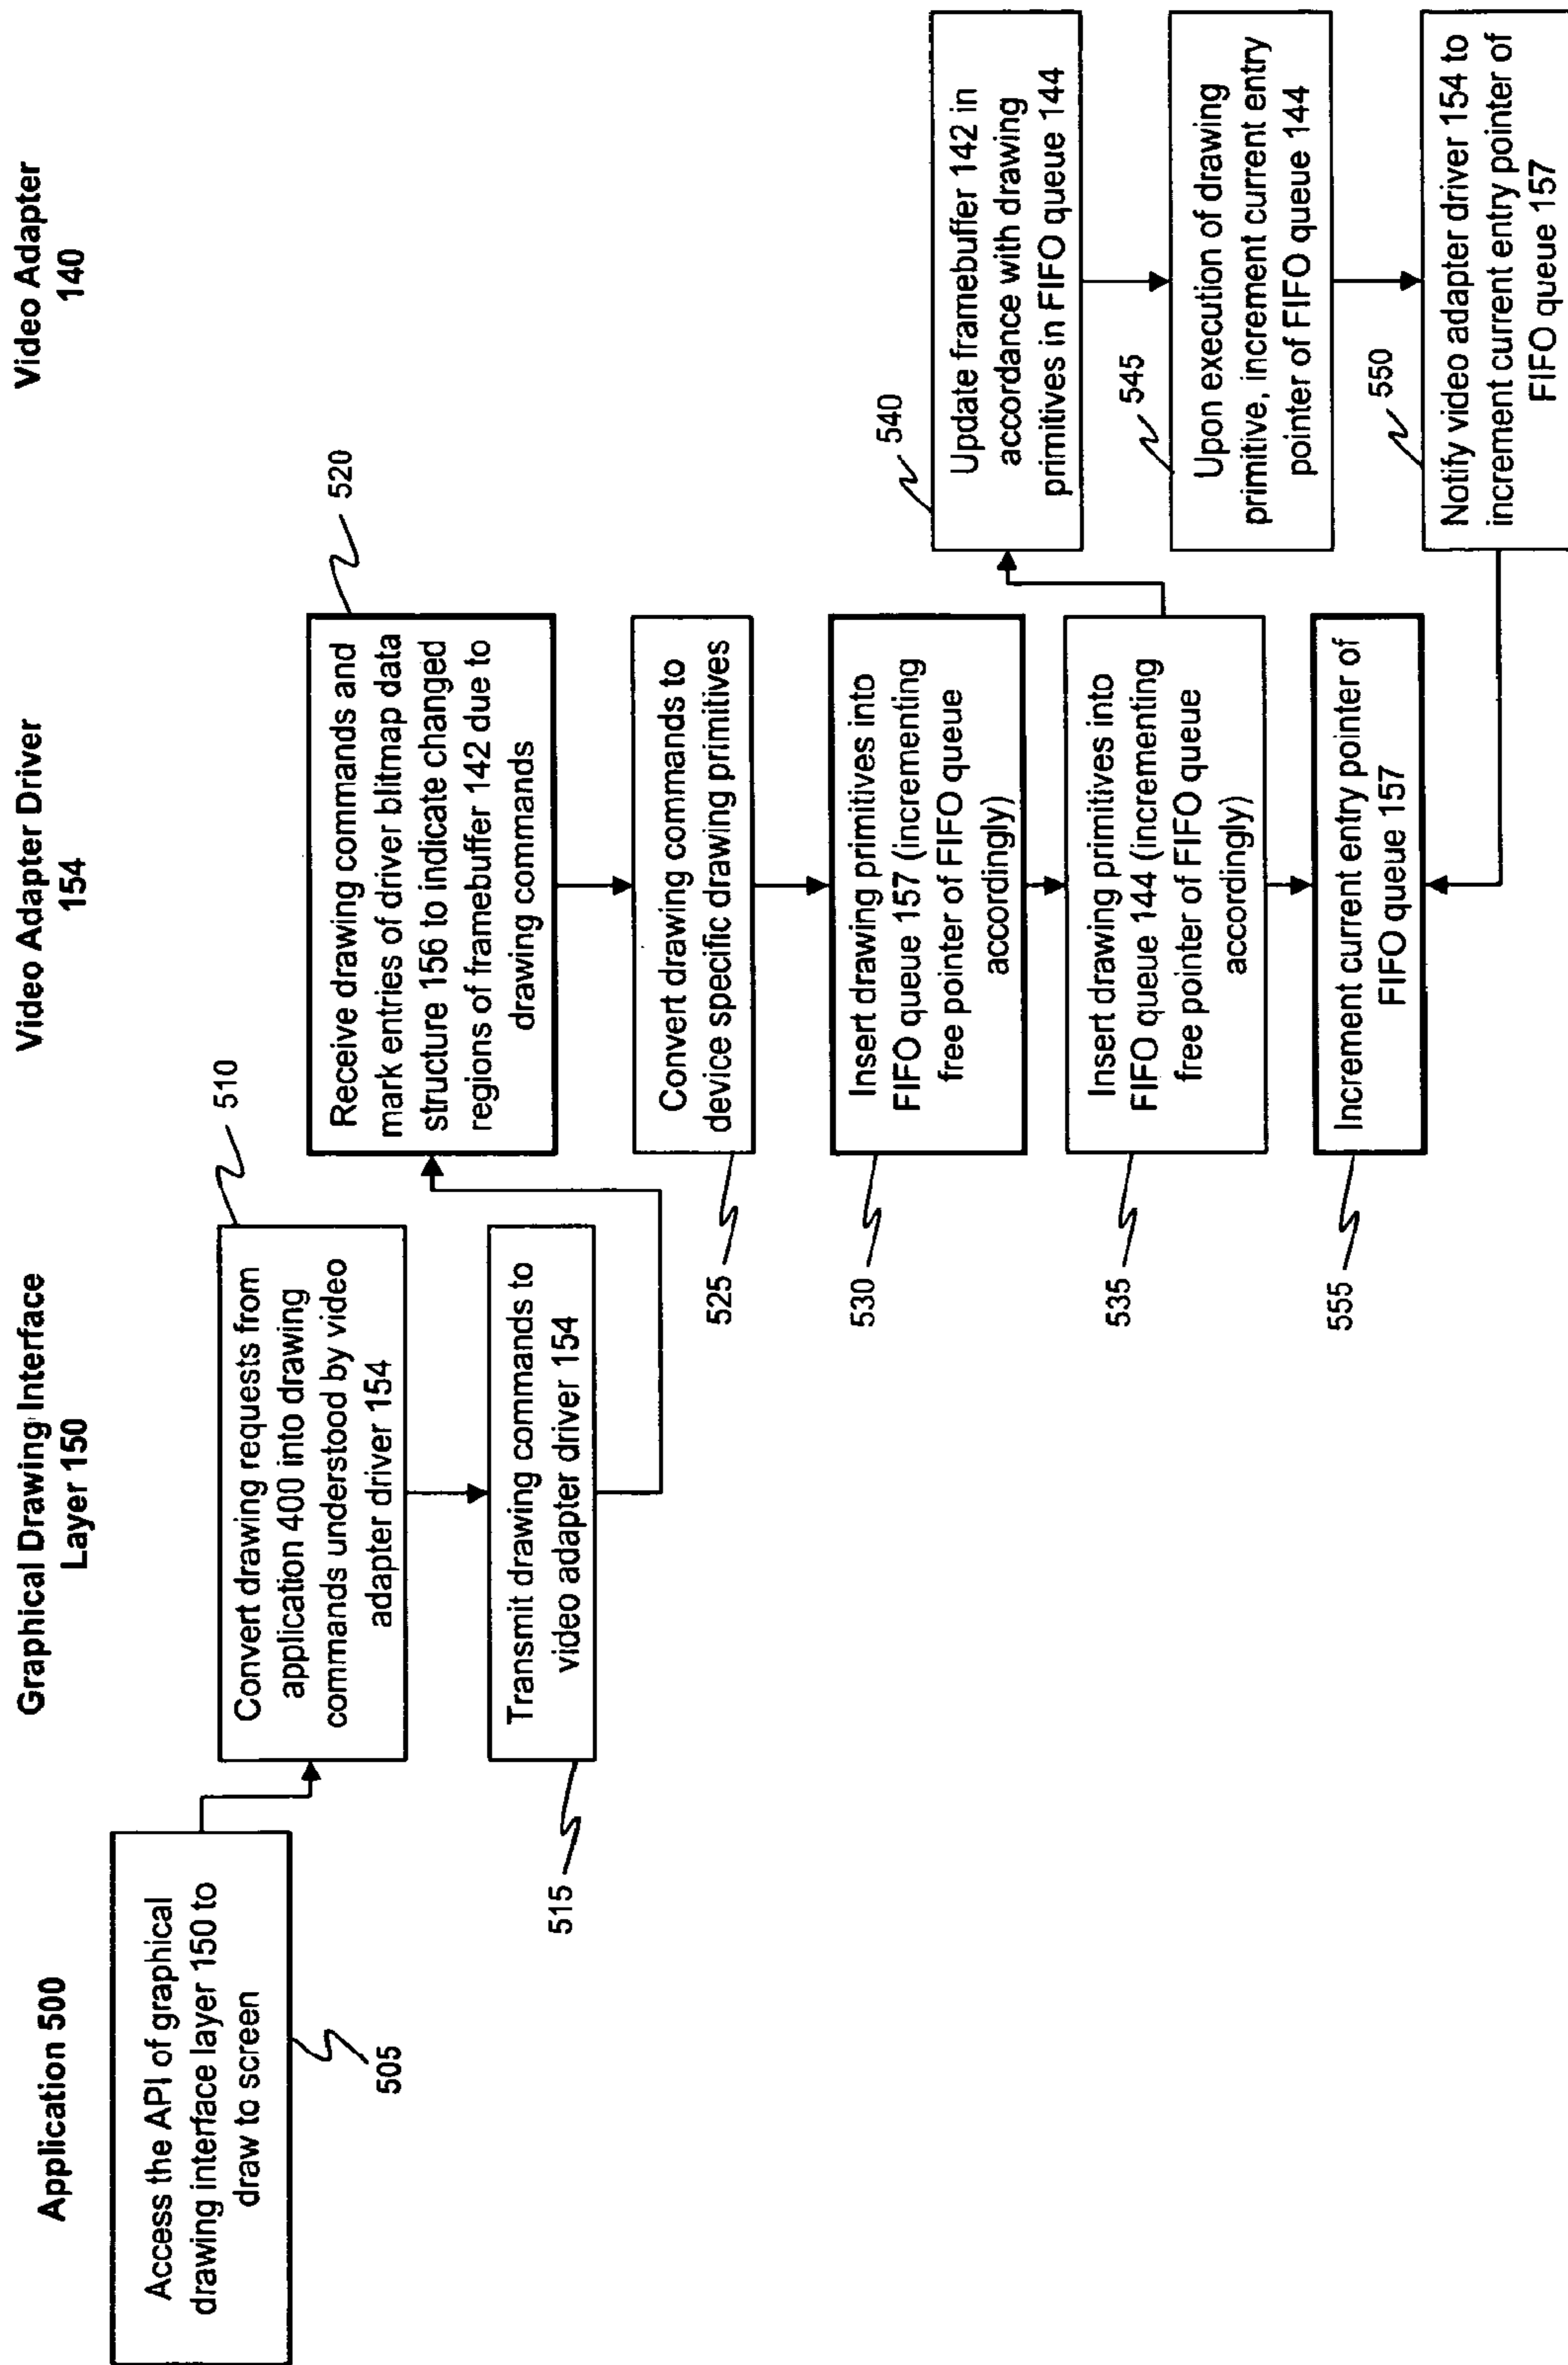 Application 500
Graphical Drawing Interface
Layer 150
Video Adapter Driver
154
Video Adapter
140
Access the API of graphical
drawing interface layer 150 to
draw to screen
505
Convert drawing requests from
application 400 into drawing
commands understood by video
adapter driver 154
510
Transmit drawing commands to
video adapter driver 154
515
Receive drawing commands and
mark entries of driver blitmap data
structure 156 to indicate changed
regions of framebuffer 142 due to
drawing commands
520
Convert drawing commands to
device specific drawing primitives
525
Insert drawing primitives into
FIFO queue 157 (incrementing
free pointer of FIFO queue
accordingly)
530
Insert drawing primitives into
FIFO queue 144 (incrementing
free pointer of FIFO queue
accordingly)
535
Update framebuffer 142 in
accordance with drawing
primitives in FIFO queue 144
540
Upon execution of drawing
primitive, increment current entry
pointer of FIFO queue 144
545
Notify video adapter driver 154 to
increment current entry pointer of
FIFO queue 157
550
Increment current entry pointer of
FIFO queue 157
555